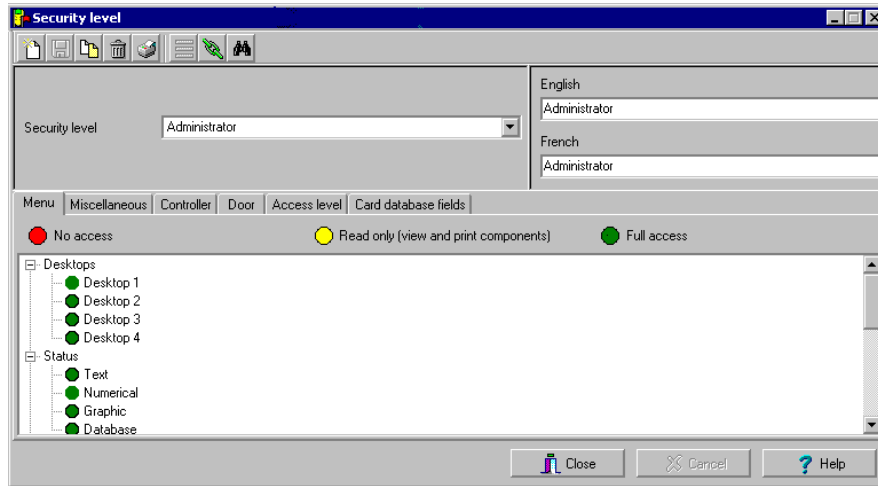 Security level
English
Administrator
Security level Administrator
French
Administrator
Menu Miscellaneous Controller Door Access level Card database fields
No access Read only (view and print components) Full access
Desktops
Desktop 1
Desktop 2
Desktop 3
Desktop 4
Status
Text
Numerical
Graphic
Database
Close Cancel Help